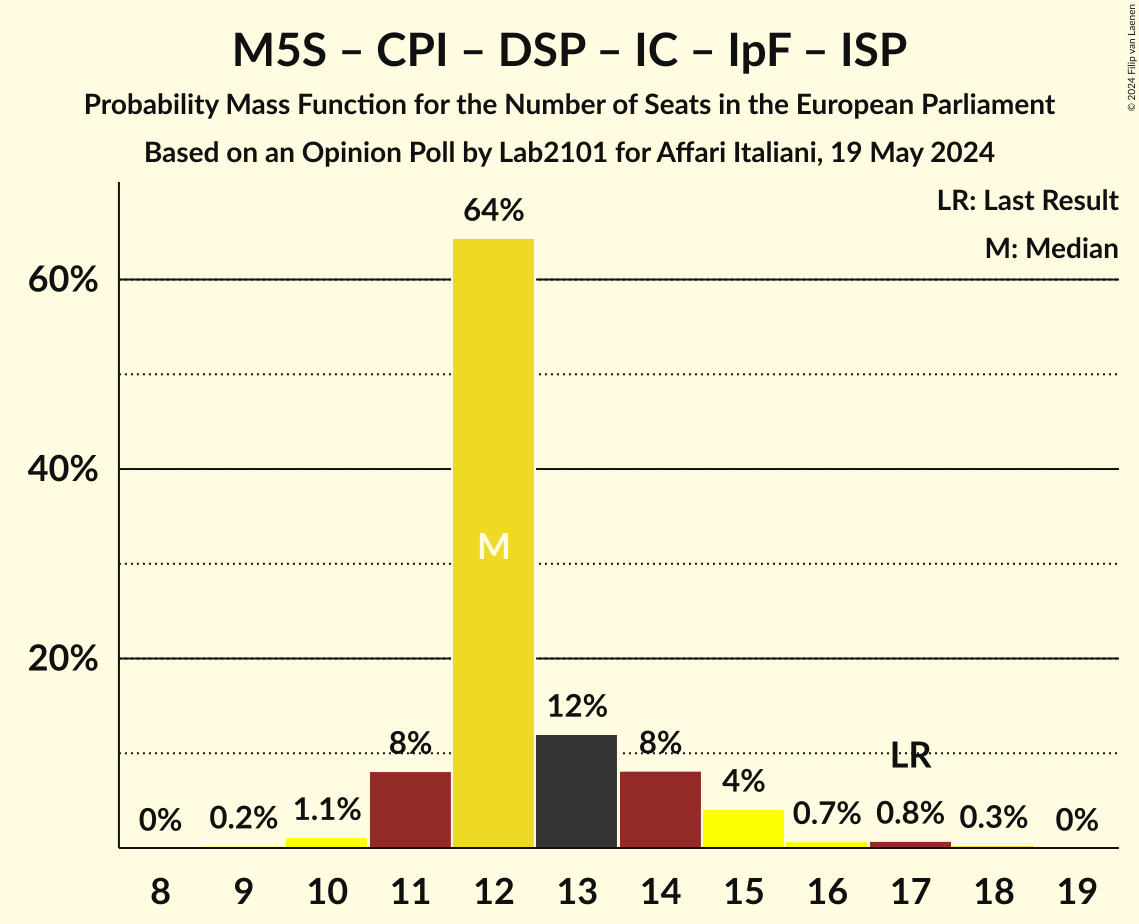 M5S – CPI – DSP – IC – IpF – ISP
Probability Mass Function for the Number of Seats in the European Parliament
Based on an Opinion Poll by Lab2101 for Affari Italiani, 19 May 2024
© 2024 Filip van Laenen
LR: Last Result
M: Median
60%
40%
20%
0% 0.2% 1.1% 8% 64% 12% 8% 4% 0.7% 0.8% 0.3% 0%
M
LR
8 9 10 11 12 13 14 15 16 17 18 19